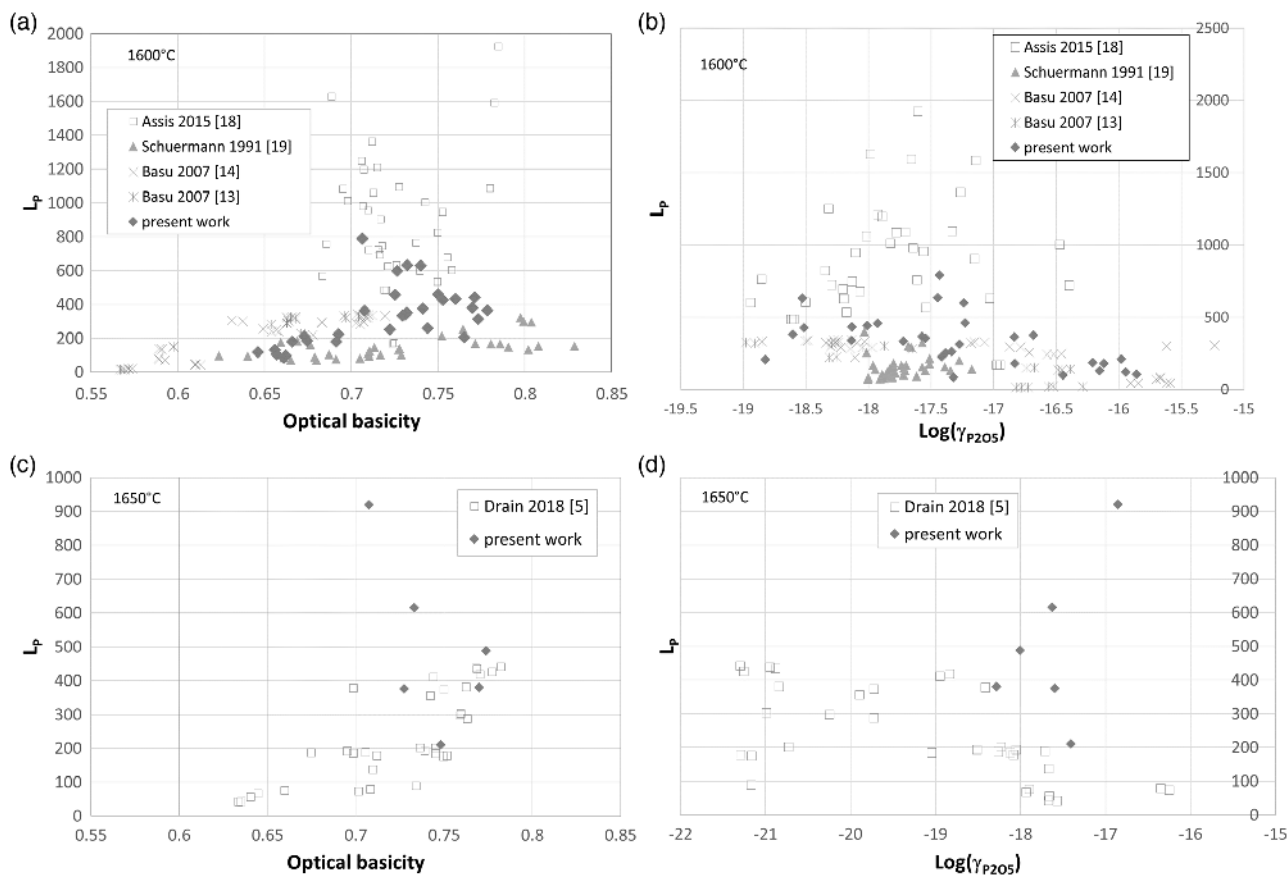 (a)
2000
1800
1600
1400
1200
1000
800
600
400
200
0
L_P
1600°C
Assis 2015 [18]
Schuermann 1991 [19]
Basu 2007 [14]
Basu 2007 [13]
present work
0.55 0.6 0.65 0.7 0.75 0.8 0.85
Optical basicity
(b)
1600°C
Assis 2015 [18]
Schuermann 1991 [19]
Basu 2007 [14]
Basu 2007 [13]
present work
L_P
2500
2000
1500
1000
500
0
-19.5 -19 -18.5 -18 -17.5 -17 -16.5 -16 -15.5 -15
Log(γP2O5)
(c)
1000
900
800
700
600
500
400
300
200
100
0
L_P
1650°C
Drain 2018 [5]
present work
0.55 0.6 0.65 0.7 0.75 0.8 0.85
Optical basicity
(d)
1650°C
Drain 2018 [5]
present work
L_P
1000
900
800
700
600
500
400
300
200
100
0
-22 -21 -20 -19 -18 -17 -16 -15
Log(γP2O5)